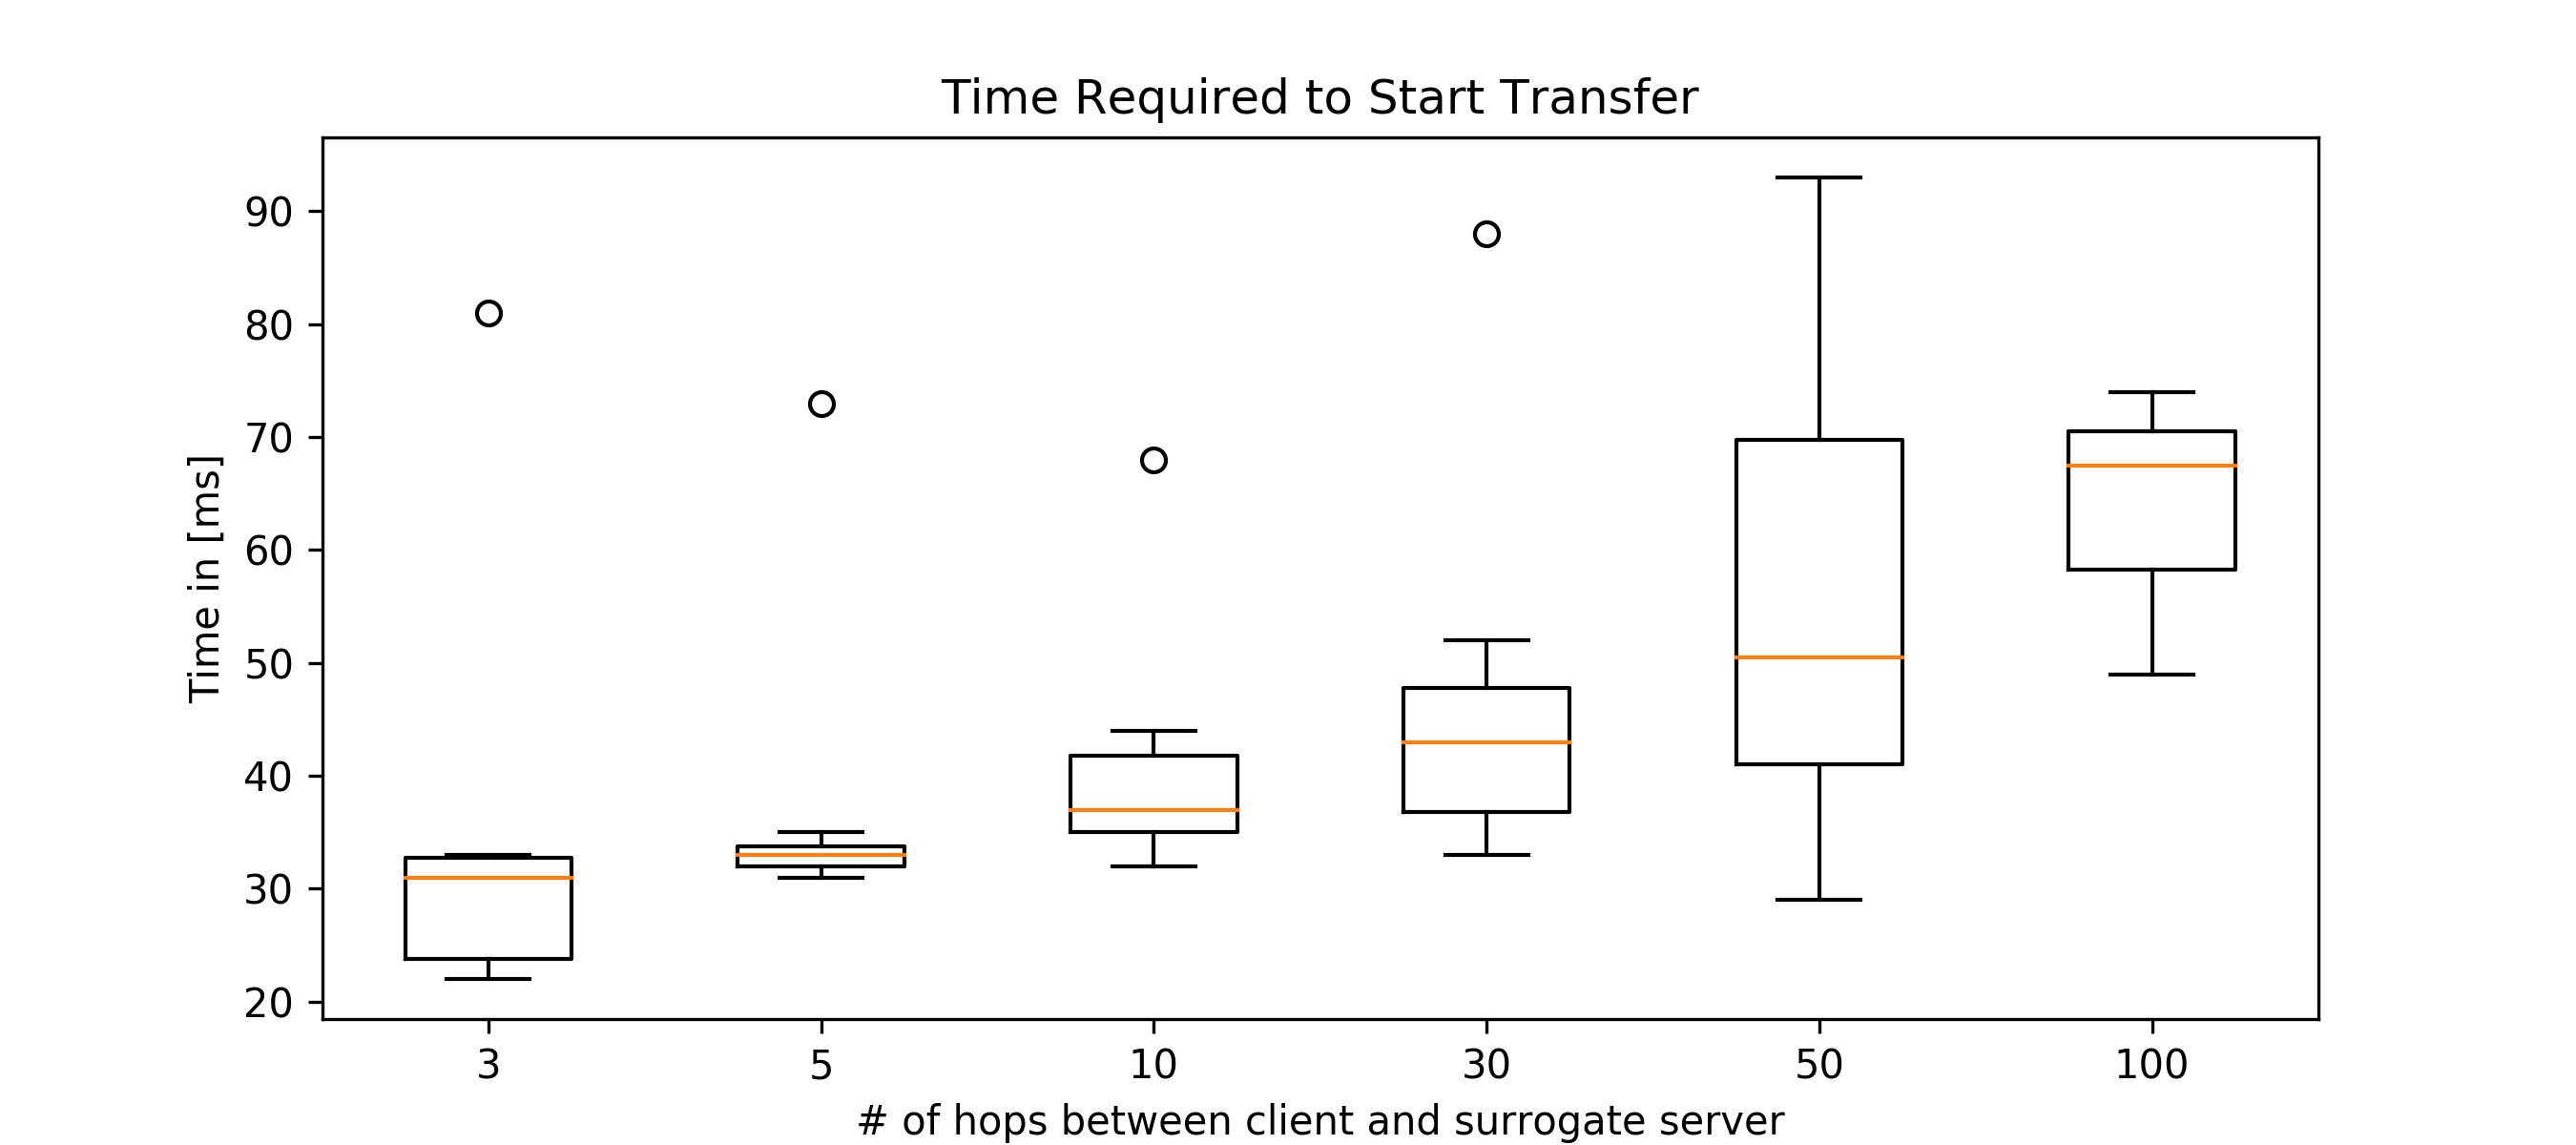 Time Required to Start Transfer
Time in [ms]
90
80
70
60
50
40
30
20
3 5 10 30 50 100
# of hops between client and surrogate server